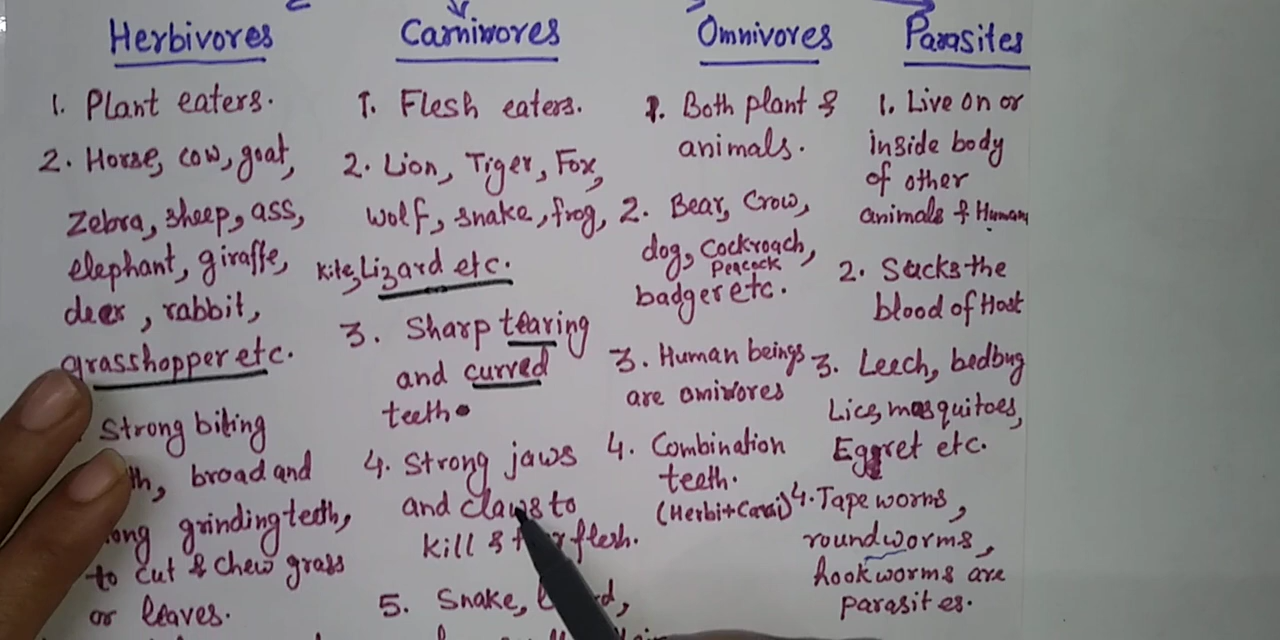 Herbivores
1. Plant eaters.
2. Horse, cow, goat,
Zebra, sheep, ass,
elephant, giraffe,
deer, rabbit,
grasshopper etc.
Strong biting
broad and
grinding teeth,
to cut & chew grass
or leaves.
Carnivores
1. Flesh eaters.
2. Lion, Tiger, Fox,
wolf, snake, frog,
kite, Lizard etc.
3. Sharp tearing
and curved
teeth.
4. Strong jaws
and claws to
kill & flesh.
5. Snake,
Omnivores
1. Both plant &
animals.
2. Bear, Crow,
dog, Cockroach,
Peacock
badger etc.
3. Human beings
are omivores
4. Combination
teeth.
(Herbi+Carni)
Parasites
1. Live on or
inside body
of other
animals & Human
2. Sucks the
blood of Host
3. Leech, bedbug
Lice, mosquitoes,
Eggret etc.
4. Tape worms,
roundworms,
hookworms are
parasites.